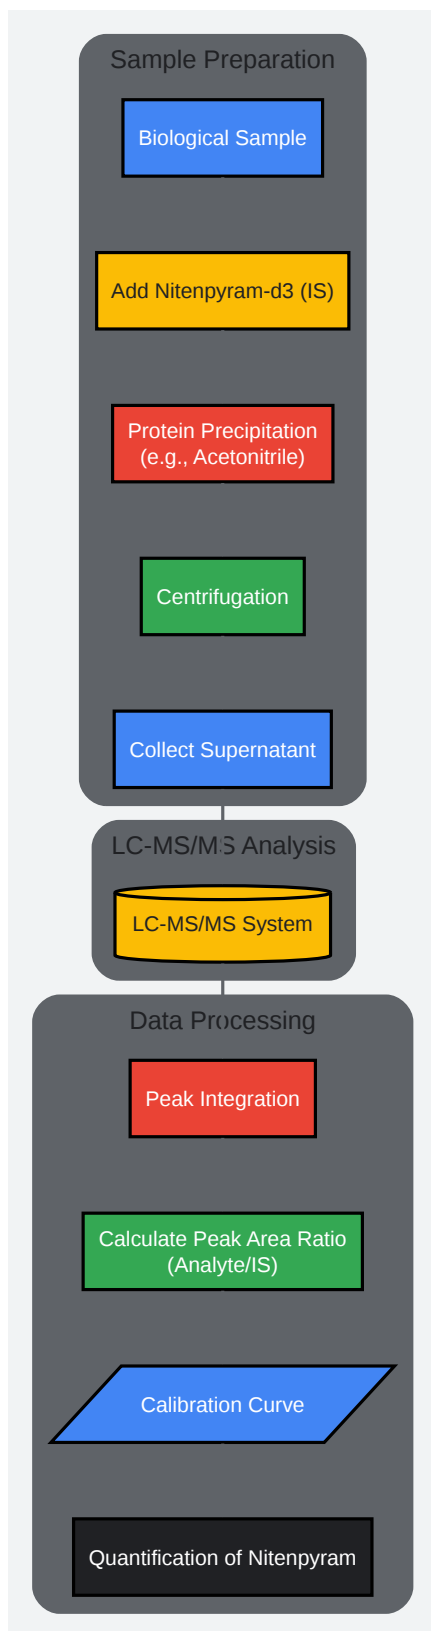 Sample Preparation
Biological Sample
Add Nitenpyram-d3 (IS)
Protein Precipitation
(e.g., Acetonitrile)
Centrifugation
Collect Supernatant
LC-MS/MS Analysis
LC-MS/MS System
Data Processing
Peak Integration
Calculate Peak Area Ratio
(Analyte/IS)
Calibration Curve
Quantification of Nitenpyram